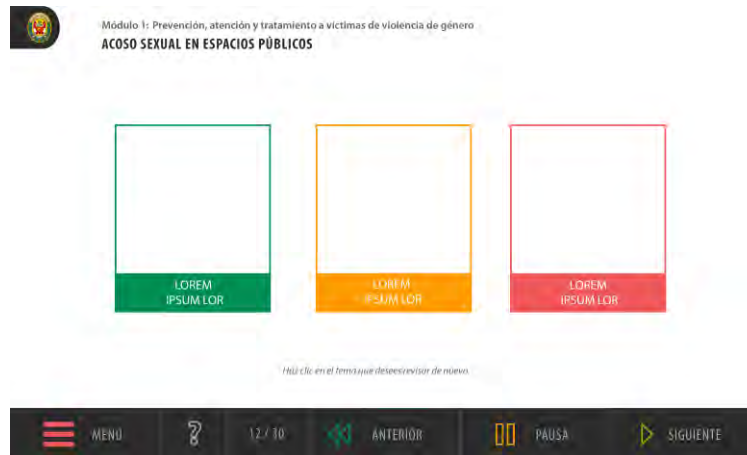 Módulo 1: Prevención, atención y tratamiento a víctimas de violencia de género
ACOSO SEXUAL EN ESPACIOS PÚBLICOS
LOREM
IPSUM LOR
LOREM
IPSUM LOR
LOREM
IPSUM LOR
Haz clic en el tema que desees revisar de nuevo.
MENÚ
?
12 / 30
ANTERIOR
PAUSA
SIGUIENTE